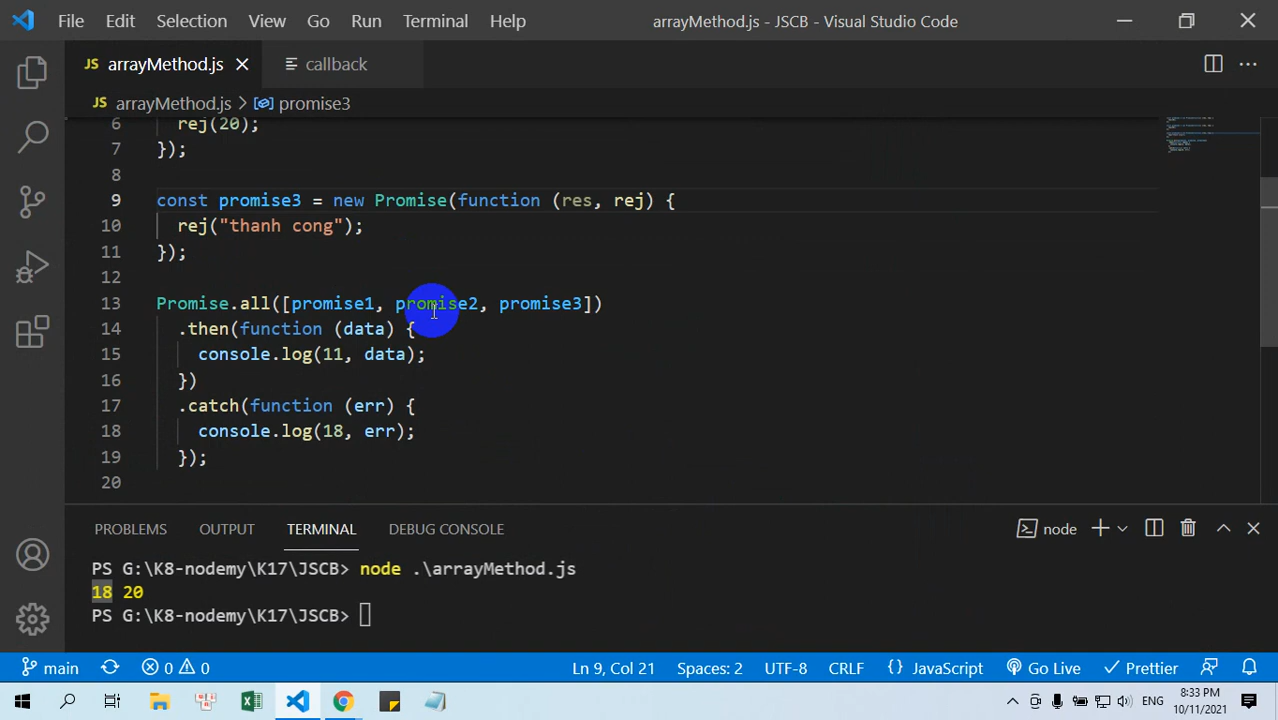 File Edit Selection View Go Run Terminal Help arrayMethod.js - JSCB - Visual Studio Code
JS arrayMethod.js callback
JS arrayMethod.js > promise3
6 rej(20);
7 });
8
9 const promise3 = new Promise(function (res, rej) {
10 rej("thanh cong");
11 });
12
13 Promise.all([promise1, promise2, promise3])
14 .then(function (data) {
15 console.log(11, data);
16 })
17 .catch(function (err) {
18 console.log(18, err);
19 });
20
PROBLEMS OUTPUT TERMINAL DEBUG CONSOLE node
PS G:\K8-nodemy\K17\JSCB> node .\arrayMethod.js
18 20
PS G:\K8-nodemy\K17\JSCB>
main 0 0 Ln 9, Col 21 Spaces: 2 UTF-8 CRLF {} JavaScript Go Live Prettier
ENG 8:33 PM
10/11/2021